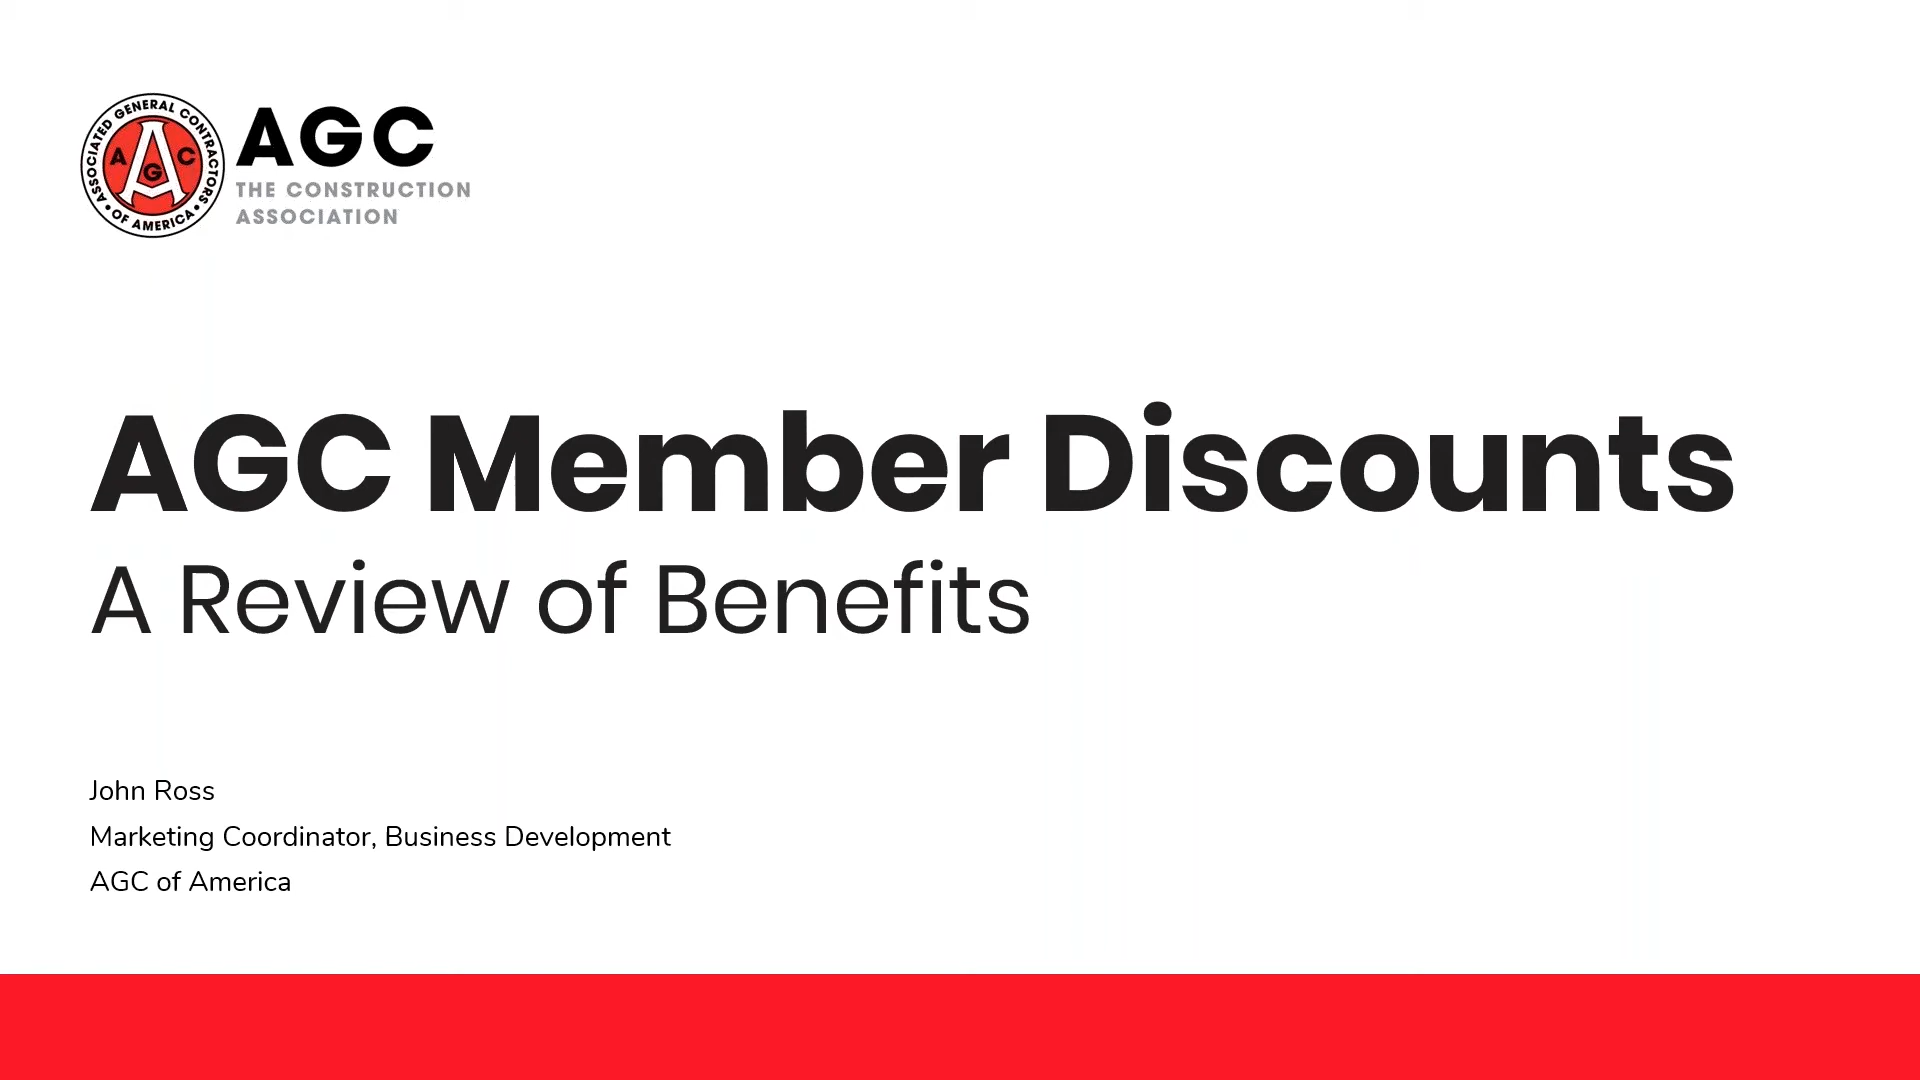 ASSOCIATED GENERAL CONTRACTORS
• OF AMERICA •
A G C
AGC
THE CONSTRUCTION
ASSOCIATION
AGC Member Discounts
A Review of Benefits
John Ross
Marketing Coordinator, Business Development
AGC of America